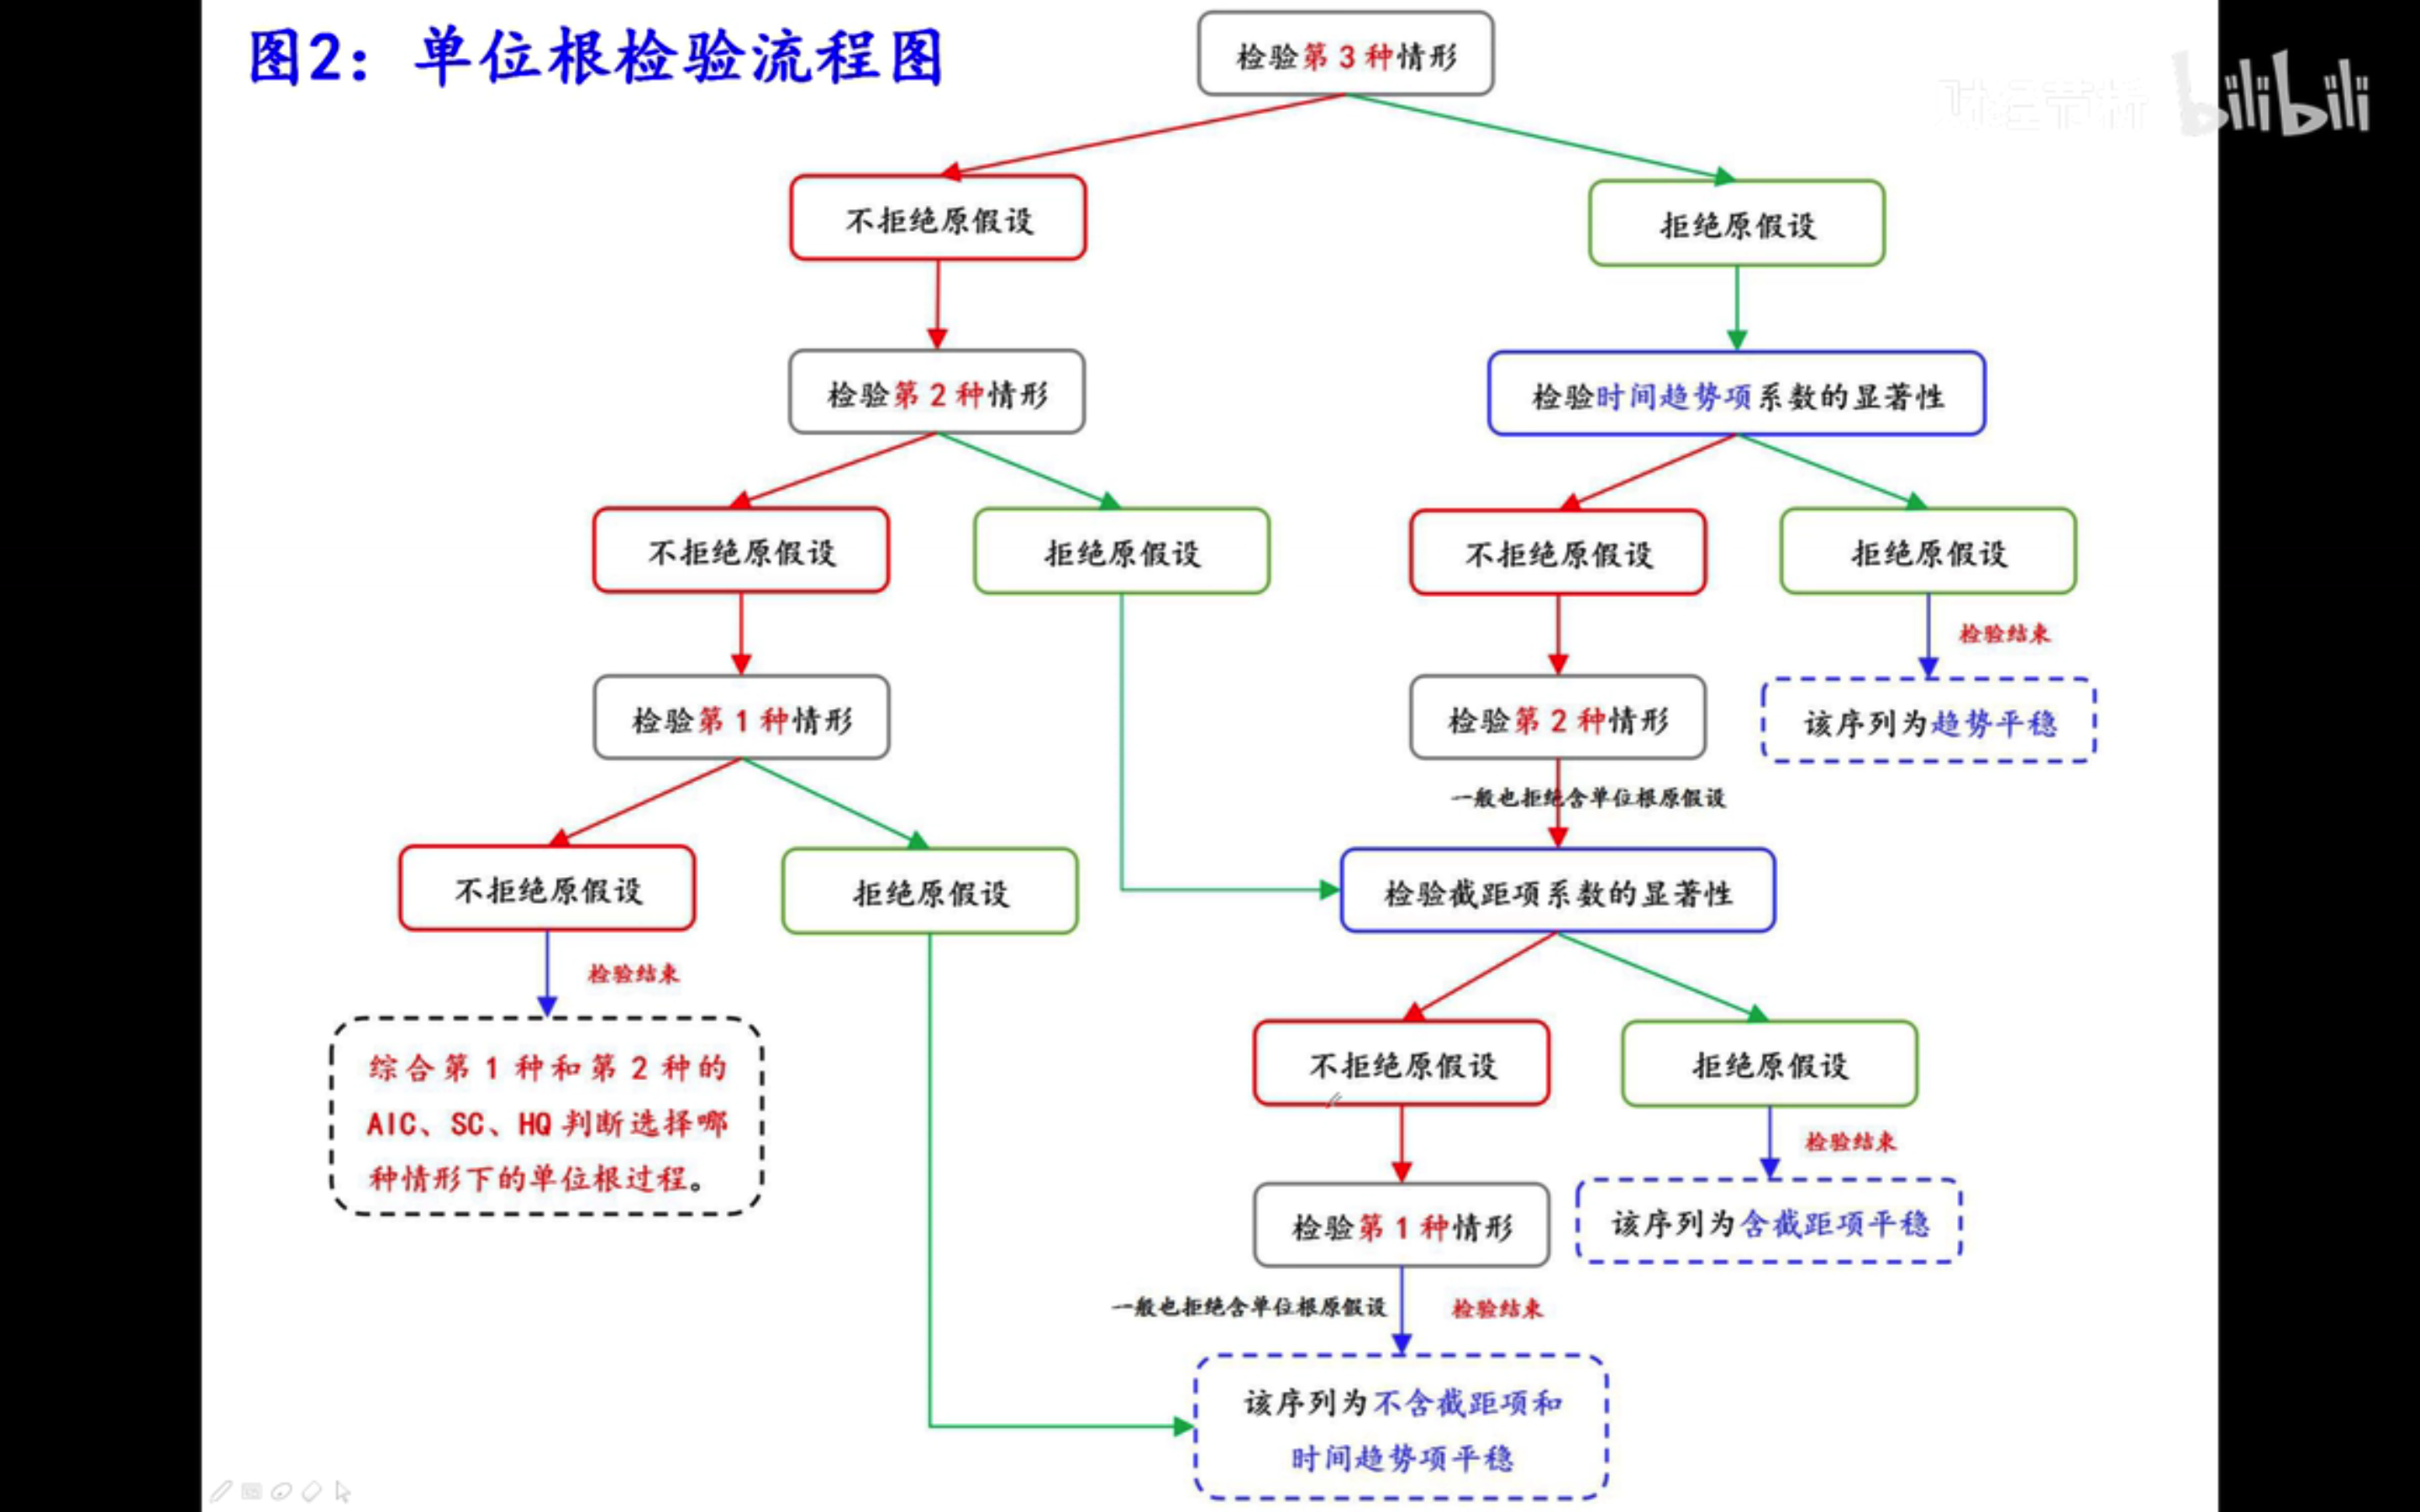 图2：单位根检验流程图
bilibili
检验第3种情形
不拒绝原假设
拒绝原假设
检验第2种情形
检验时间趋势项系数的显著性
不拒绝原假设
拒绝原假设
不拒绝原假设
拒绝原假设
检验结束
检验第1种情形
检验第2种情形
该序列为趋势平稳
一般也拒绝含单位根原假设
不拒绝原假设
拒绝原假设
检验截距项系数的显著性
检验结束
不拒绝原假设
拒绝原假设
综合第1种和第2种的
AIC、SC、HQ判断选择哪
种情形下的单位根过程。
检验结束
检验第1种情形
该序列为含截距项平稳
一般也拒绝含单位根原假设
检验结束
该序列为不含截距项和
时间趋势项平稳